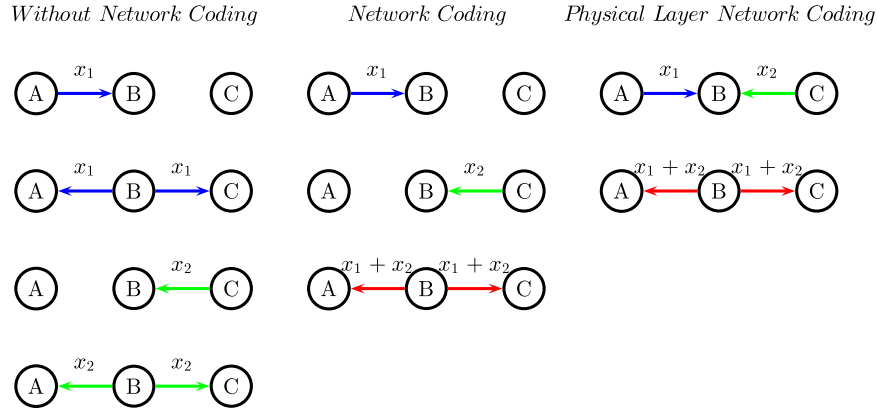 Without Network Coding
Network Coding
Physical Layer Network Coding
x₁
x₁
x₁ x₂
A B C
A B C
A B C
x₁ x₁
x₂
x₁ + x₂ x₁ + x₂
A B C
A B C
A B C
x₂
x₁ + x₂ x₁ + x₂
A B C
A B C
x₂ x₂
A B C